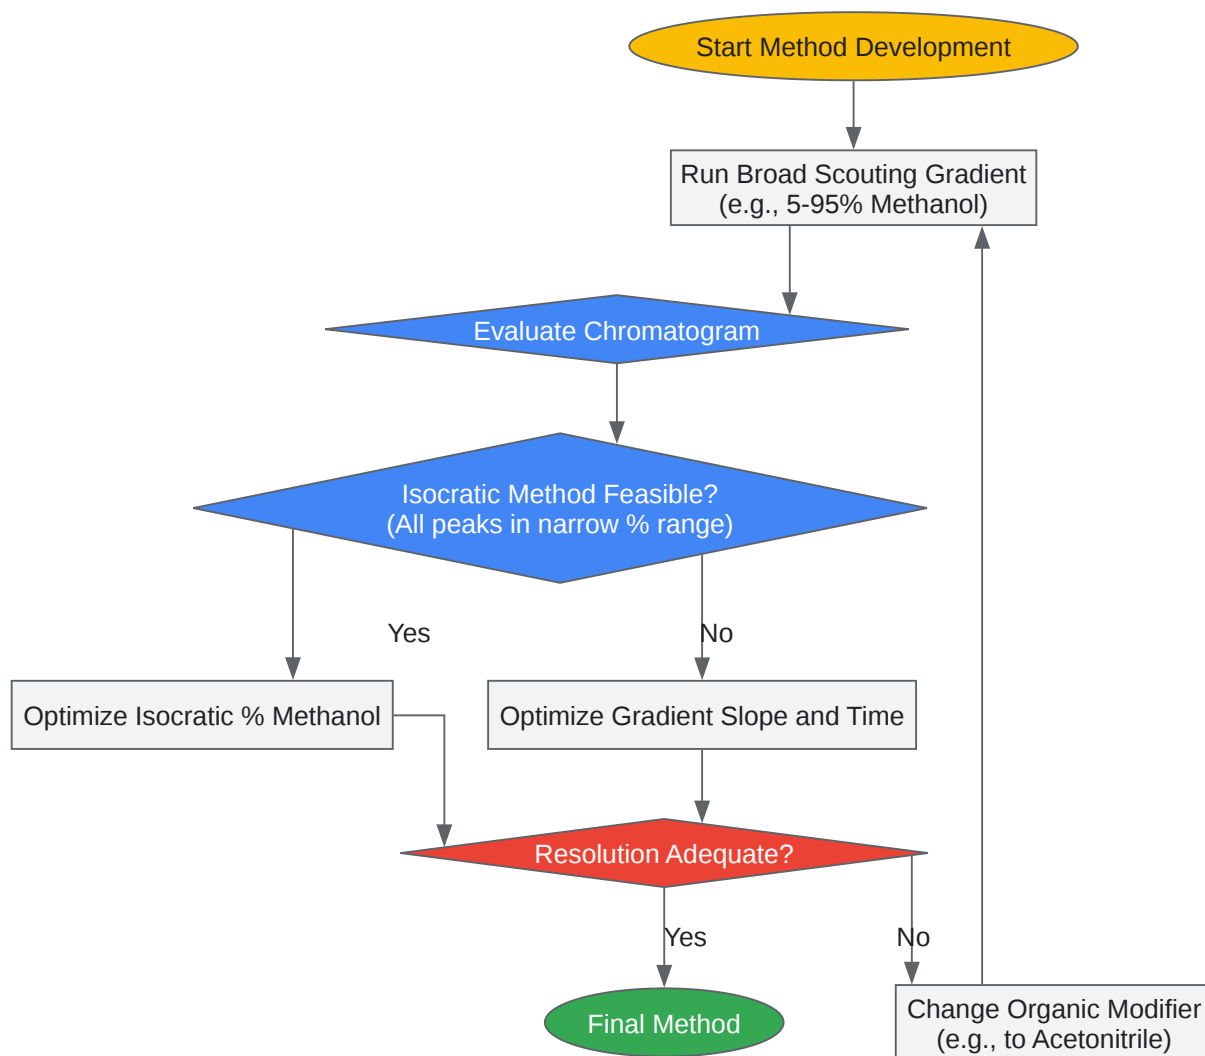 Start Method Development
Run Broad Scouting Gradient
(e.g., 5-95% Methanol)
Evaluate Chromatogram
Isocratic Method Feasible?
(All peaks in narrow % range)
Yes
No
Optimize Isocratic % Methanol
Optimize Gradient Slope and Time
Resolution Adequate?
Yes
No
Final Method
Change Organic Modifier
(e.g., to Acetonitrile)